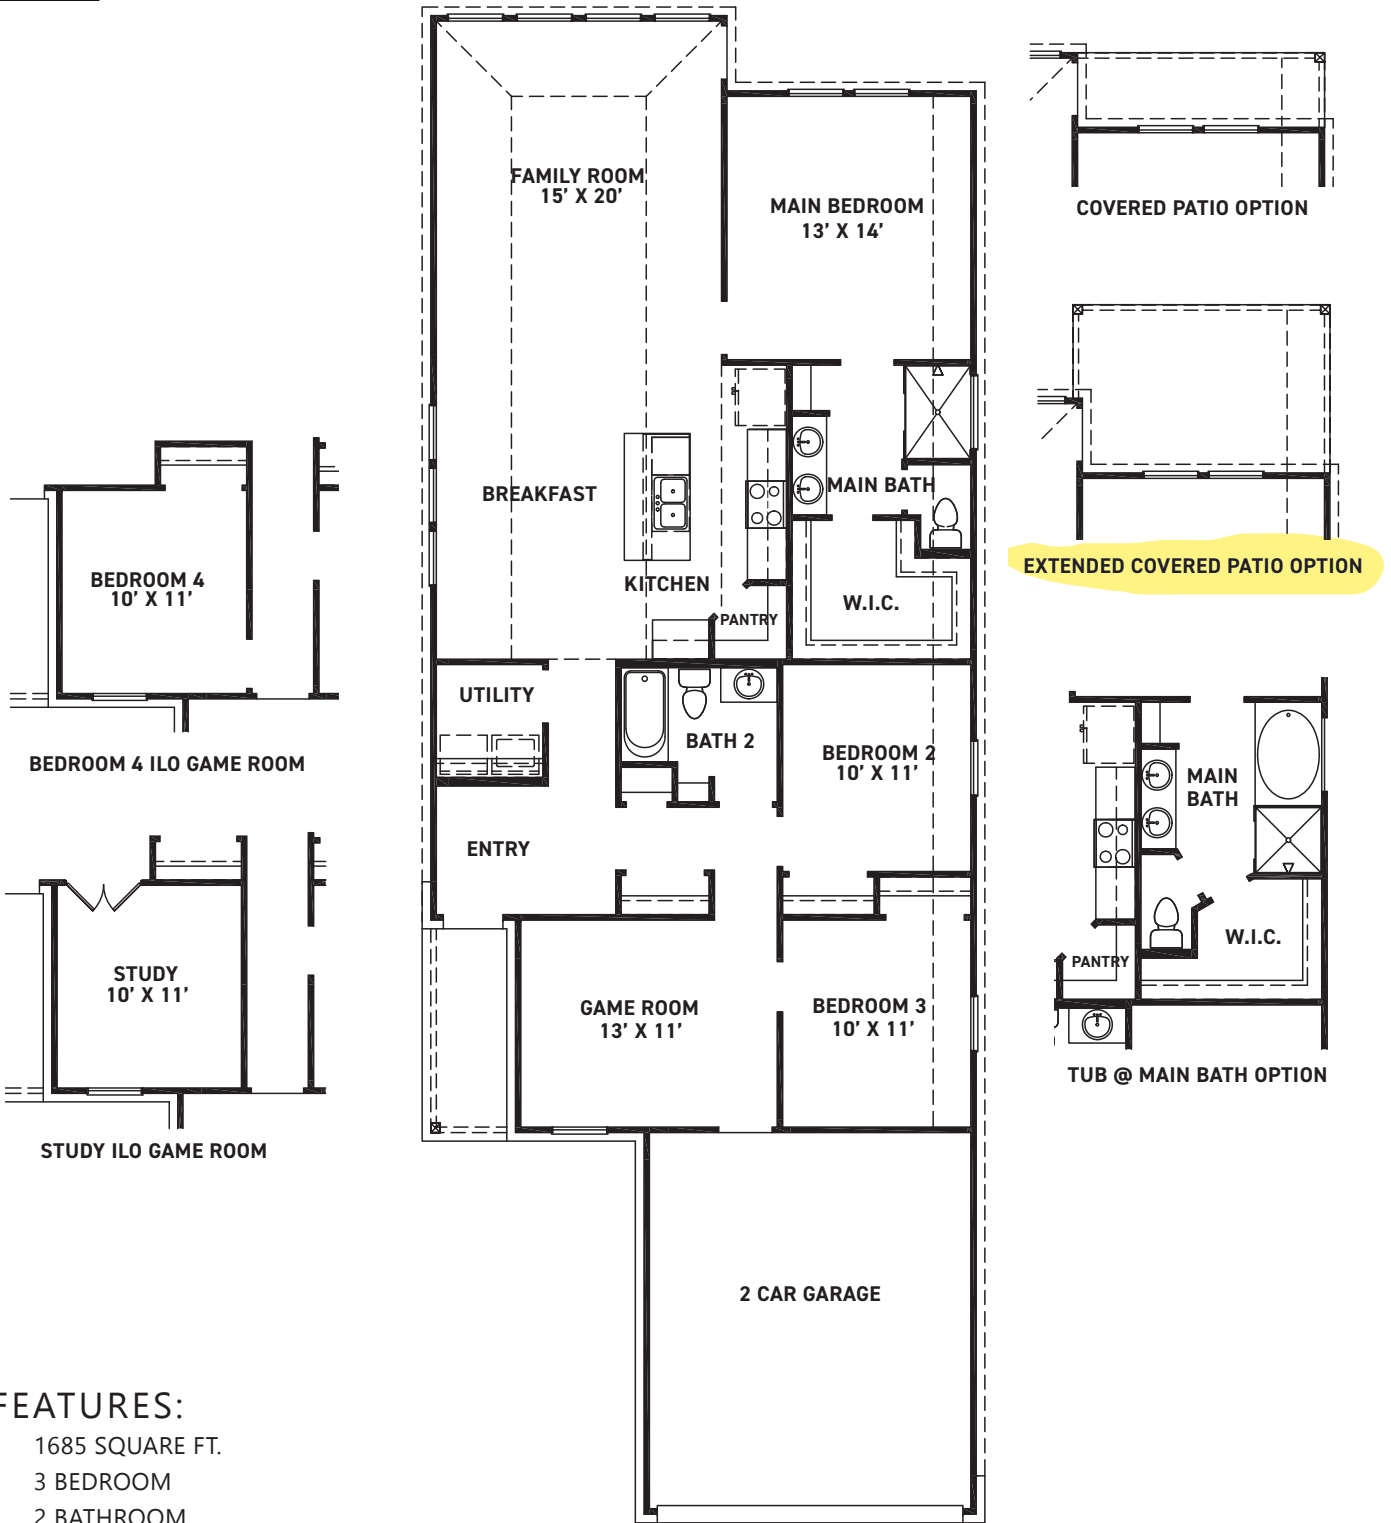 FAMILY ROOM
15’ X 20’
MAIN BEDROOM
13’ X 14’
COVERED PATIO OPTION
BREAKFAST
MAIN BATH
KITCHEN
W.I.C.
PANTRY
EXTENDED COVERED PATIO OPTION
BEDROOM 4
10’ X 11’
BEDROOM 4 ILO GAME ROOM
UTILITY
BATH 2
BEDROOM 2
10’ X 11’
ENTRY
MAIN
BATH
W.I.C.
PANTRY
TUB @ MAIN BATH OPTION
STUDY
10’ X 11’
STUDY ILO GAME ROOM
GAME ROOM
13’ X 11’
BEDROOM 3
10’ X 11’
2 CAR GARAGE
FEATURES:
1685 SQUARE FT.
3 BEDROOM
2 BATHROOM